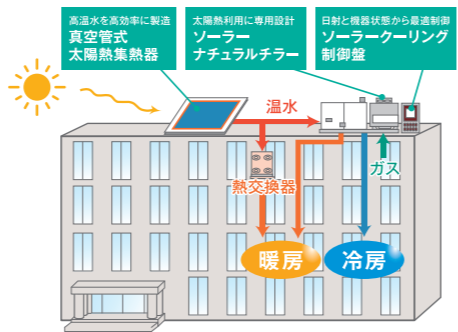 高温水を高効率に製造
真空管式
太陽熱集熱器
太陽熱利用に専用設計
ソーラー
ナチュラルチラー
日射と機器状態から最適制御
ソーラークーリング
制御盤
温水
ガス
熱交換器
暖房
冷房